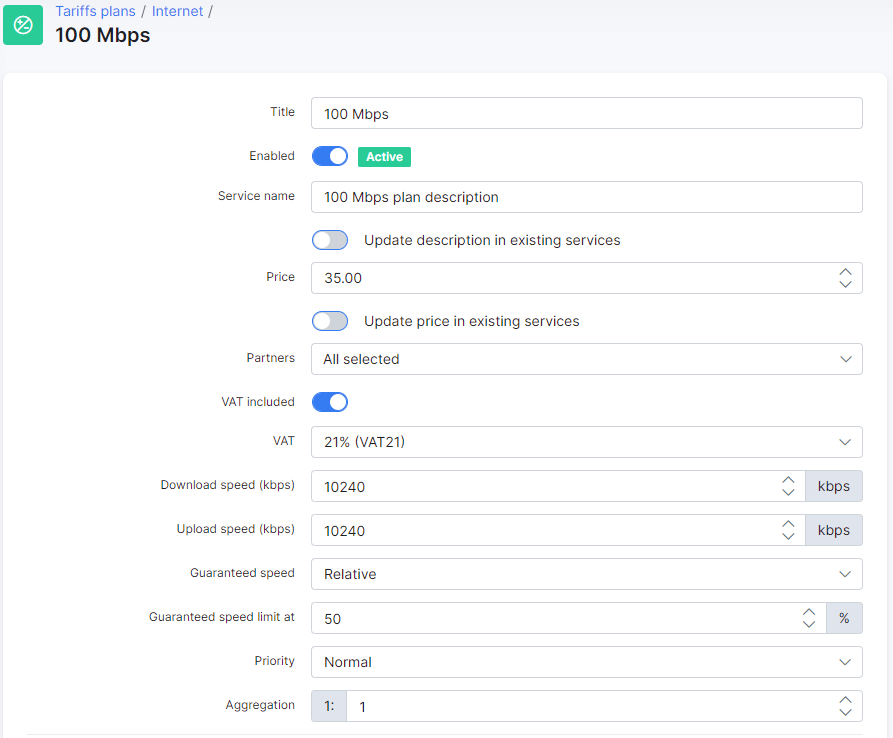 Tariffs plans / Internet /
100 Mbps
Title 100 Mbps
Enabled Active
Service name 100 Mbps plan description
Update description in existing services
Price 35.00
Update price in existing services
Partners All selected
VAT included
VAT 21% (VAT21)
Download speed (kbps) 10240 kbps
Upload speed (kbps) 10240 kbps
Guaranteed speed Relative
Guaranteed speed limit at 50 %
Priority Normal
Aggregation 1: 1